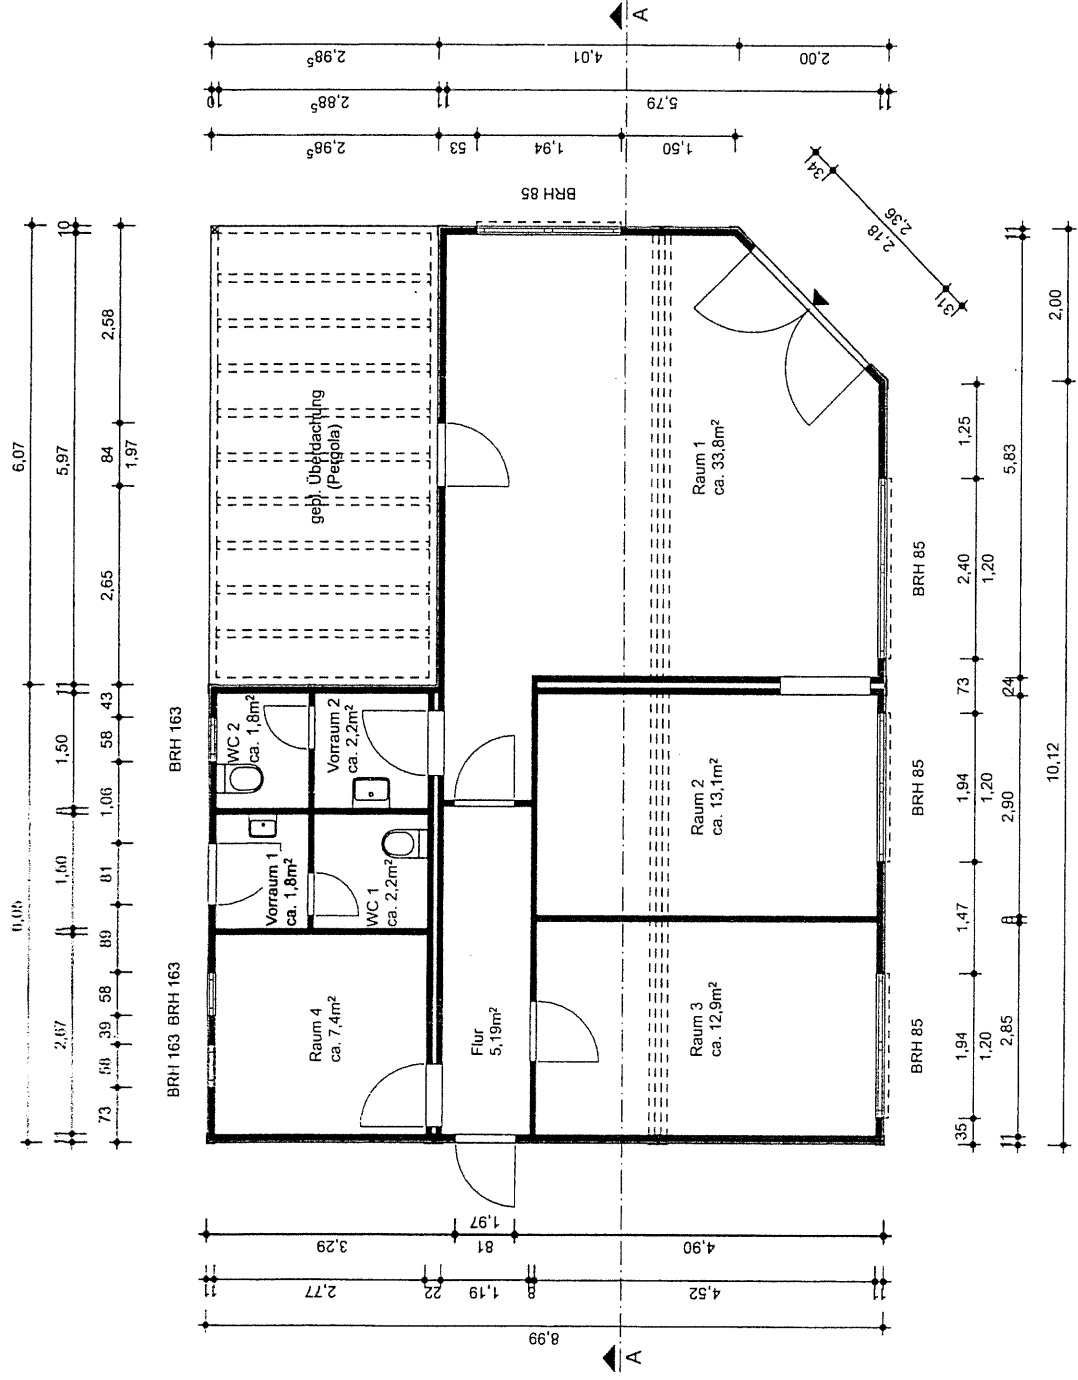 A
2,98⁵
4,01
2,00
10
2,88⁵
11
5,79
11
2,98⁵
53
1,94
1,50
BRH 85
34
2,36
2,18
31
6,07
10
5,97
2,58
84
1,97
2,65
gepl. Überdachung
(Pergola)
Raum 1
ca. 33,8m²
11
5,83
2,00
1,25
2,40
1,20
BRH 85
73
24
10,12
11
1,50
1,60
11
2,67
43
58
1,06
81
89
58
39
58
73
BRH 163
BRH 163
BRH 163
WC 2
ca. 1,8m²
Vorraum 2
ca. 2,2m²
Vorraum 1
ca. 1,8m²
WC 1
ca. 2,2m²
Raum 2
ca. 13,1m²
BRH 85
1,94
1,20
2,90
1,47
8
Raum 4
ca. 7,4m²
Flur
5,19m²
Raum 3
ca. 12,9m²
BRH 85
1,94
1,20
2,85
35
11
3,29
81
1,97
4,90
11
2,77
22
1,19
8
4,52
11
8,99
A